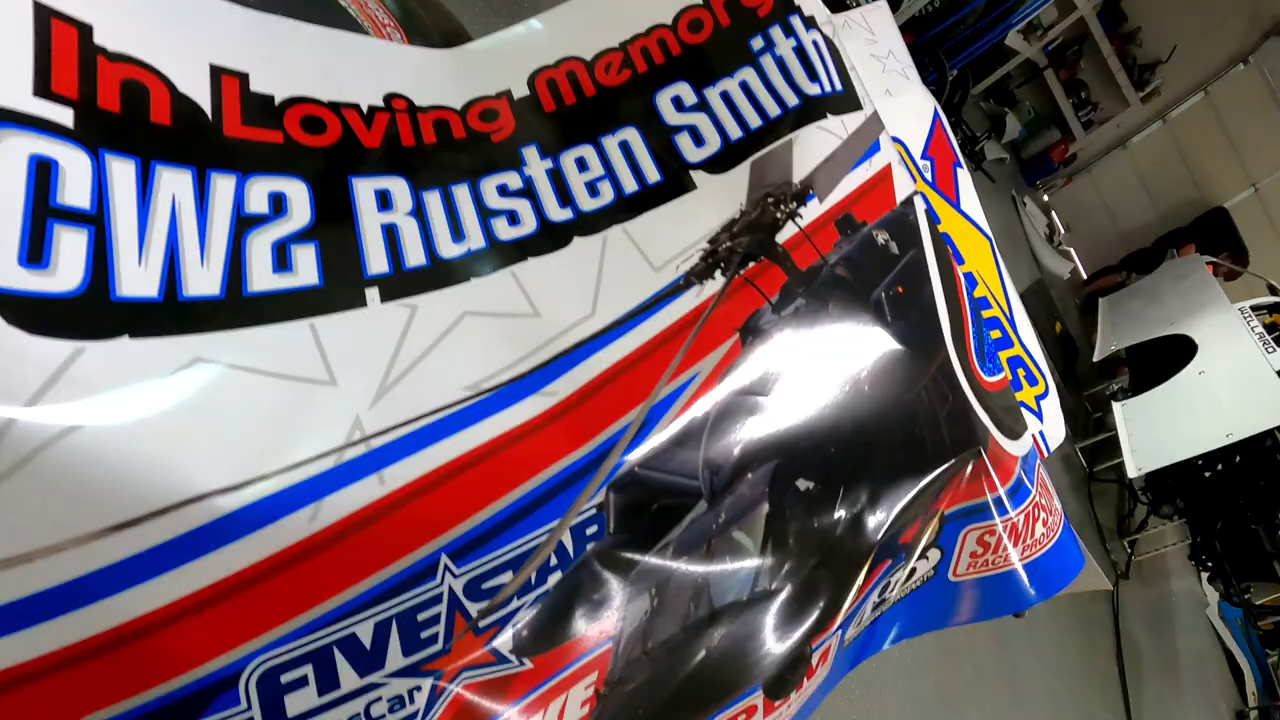 In Loving Memory
CW2 Rusten Smith
FIVE STAR
SIMPSON
RACE PRODUCTS
WILLARD